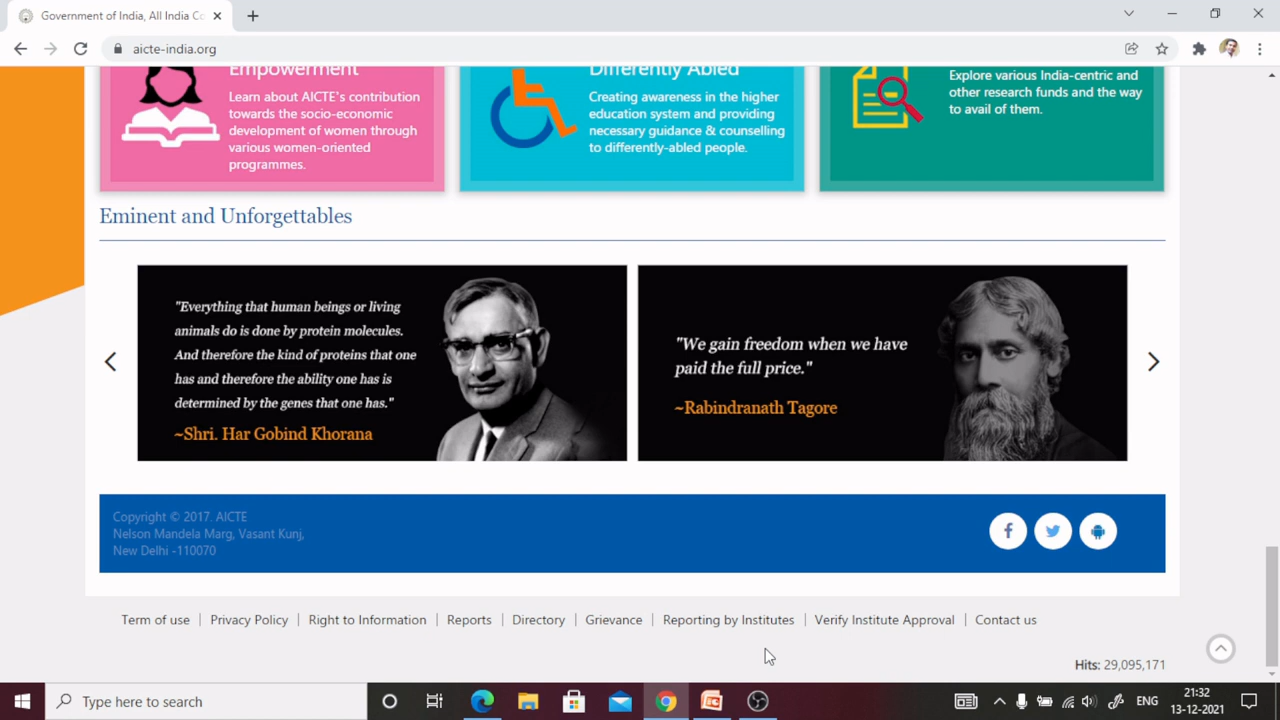 Government of India, All India Co
aicte-india.org
Empowerment
Learn about AICTE's contribution
towards the socio-economic
development of women through
various women-oriented
programmes.
Differently Abled
Creating awareness in the higher
education system and providing
necessary guidance & counselling
to differently-abled people.
Explore various India-centric and
other research funds and the way
to avail of them.
Eminent and Unforgettables
"Everything that human beings or living
animals do is done by protein molecules.
And therefore the kind of proteins that one
has and therefore the ability one has is
determined by the genes that one has."
~Shri. Har Gobind Khorana
"We gain freedom when we have
paid the full price."
~Rabindranath Tagore
Copyright © 2017. AICTE
Nelson Mandela Marg, Vasant Kunj,
New Delhi -110070
Term of use | Privacy Policy | Right to Information | Reports | Directory | Grievance | Reporting by Institutes | Verify Institute Approval | Contact us
Hits: 29,095,171
Type here to search
ENG
21:32
13-12-2021